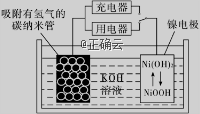 吸附有氢气的
碳纳米管
充电器
用电器
镍电极
@正确云
KOH
溶液
Ni(OH)₂
NiOOH